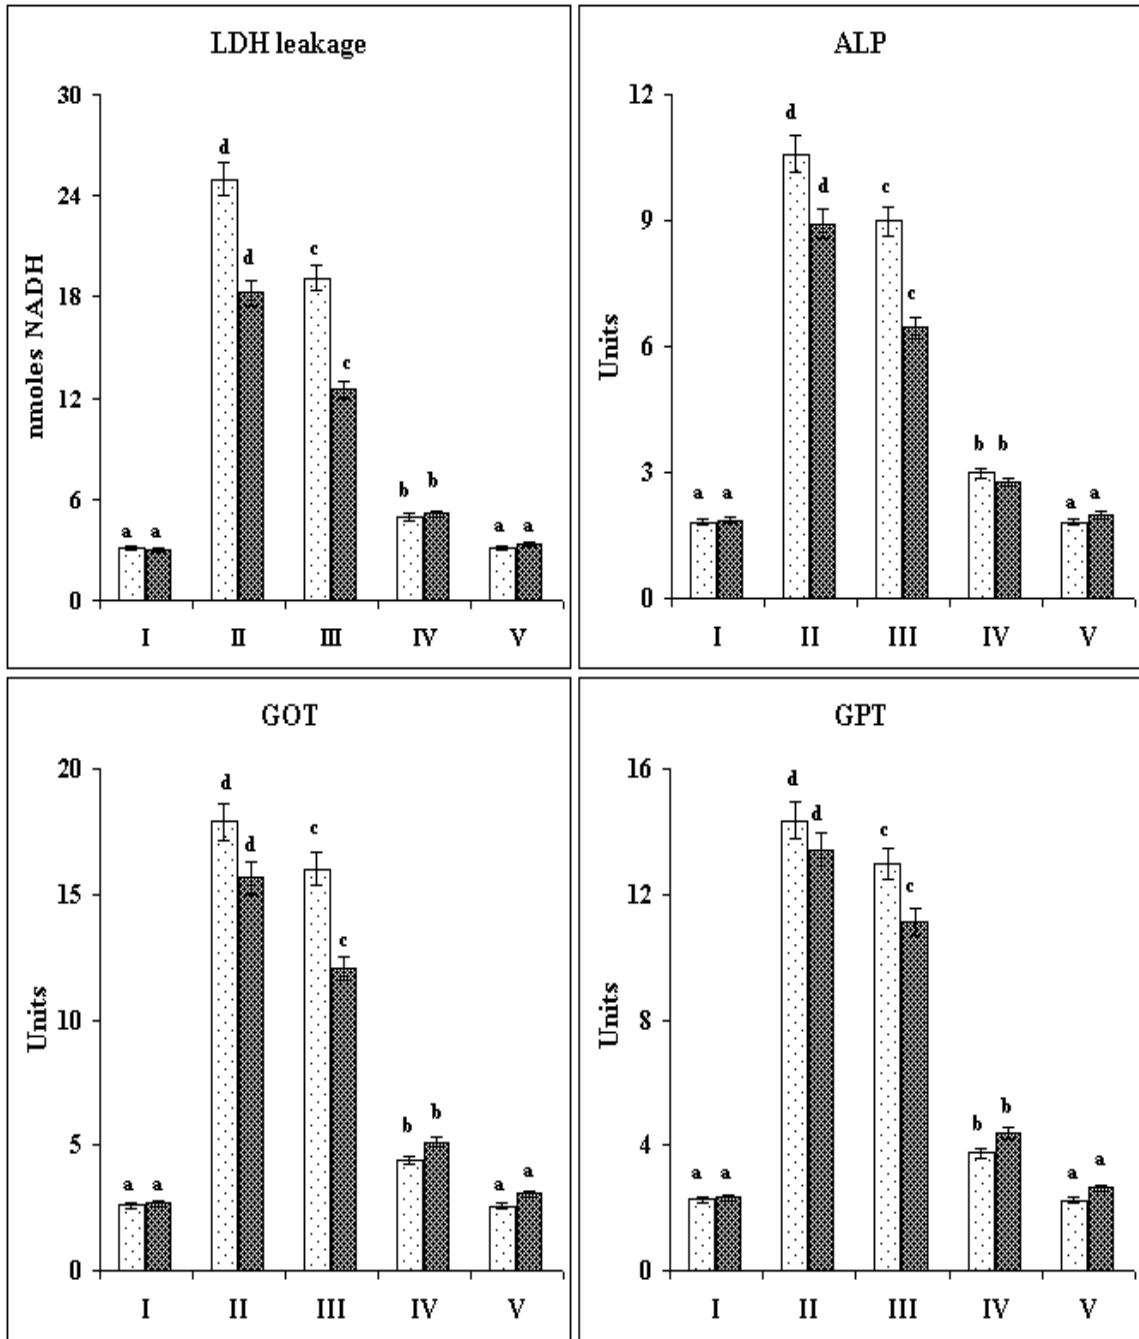 LDH leakage
nmoles NADH
30
24
18
12
6
0
a a d d c c b b a a
I II III IV V
ALP
Units
12
9
6
3
0
a a d d c c b b a a
I II III IV V
GOT
Units
20
15
10
5
0
a a d d c c b b a a
I II III IV V
GPT
Units
16
12
8
4
0
a a d d c c b b a a
I II III IV V